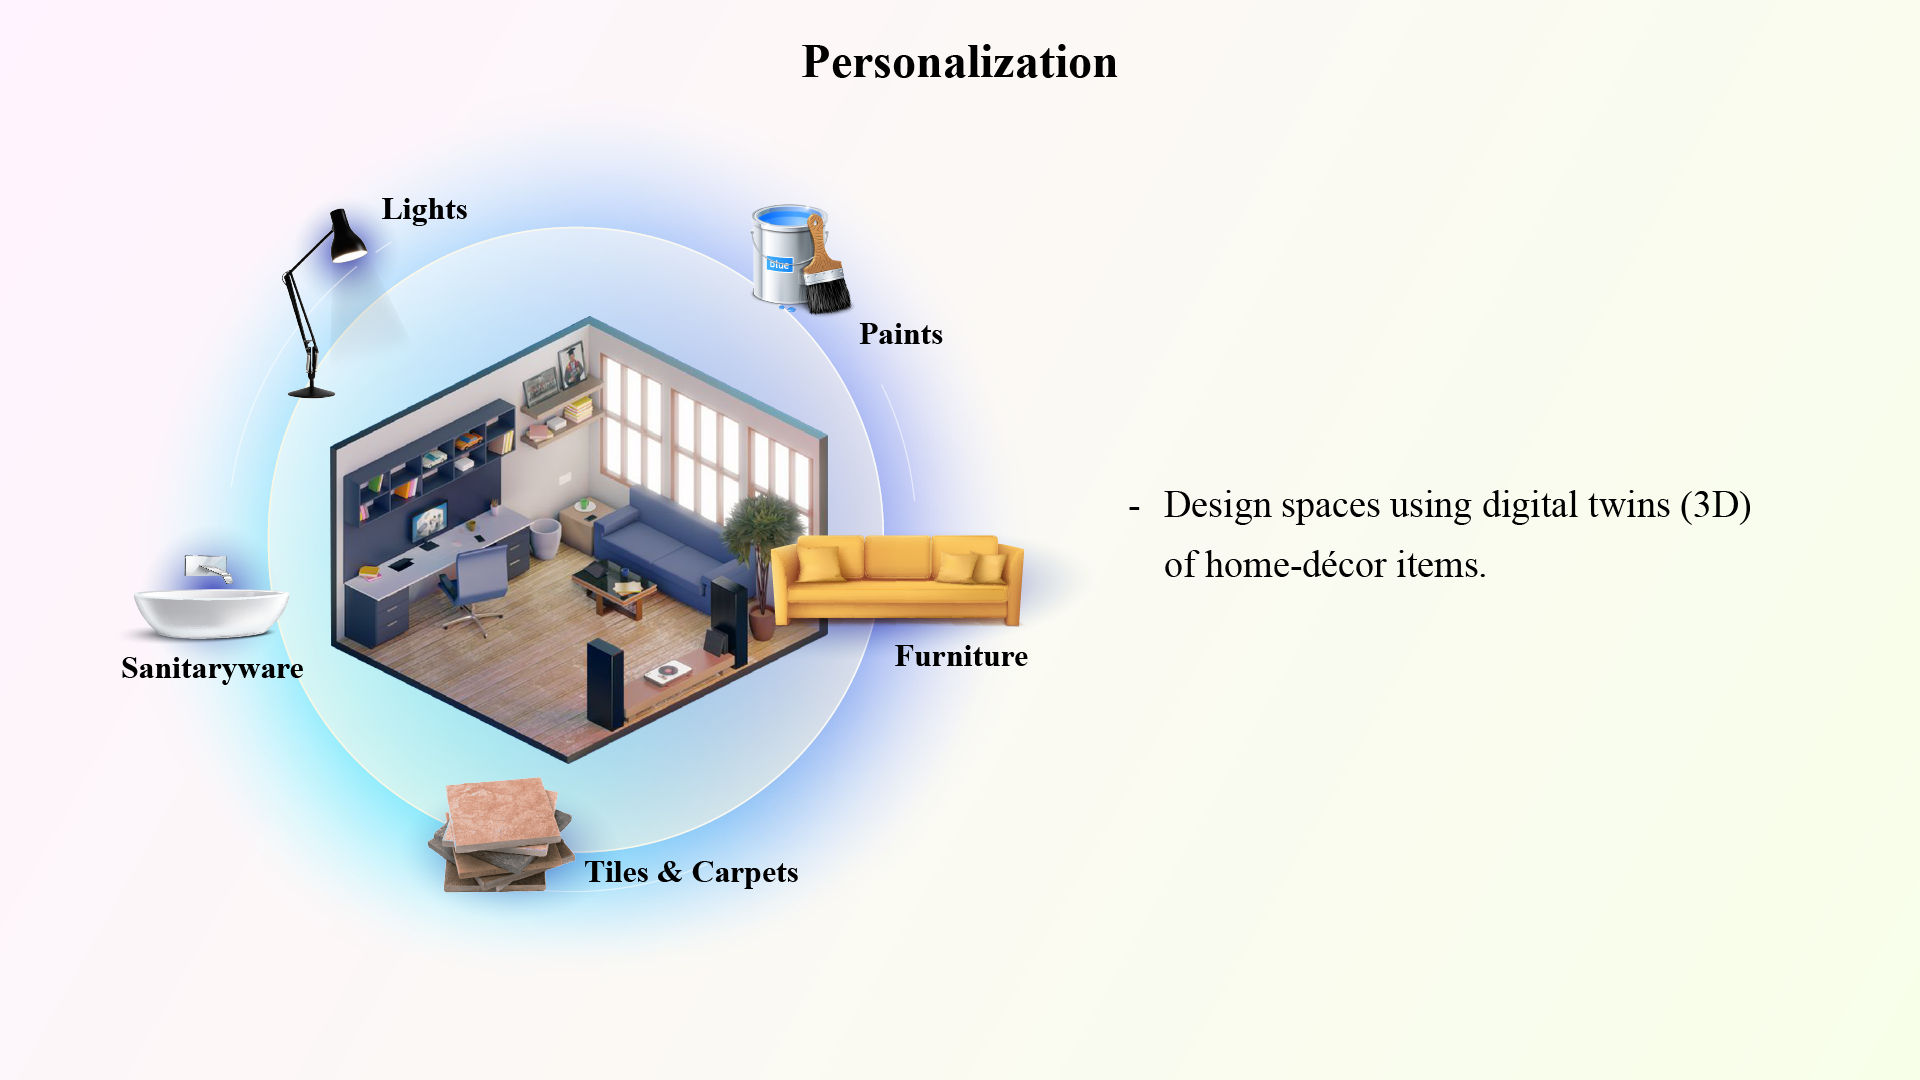 Personalization
Lights
blue
Paints
- Design spaces using digital twins (3D)
of home-décor items.
Sanitaryware
Furniture
Tiles & Carpets